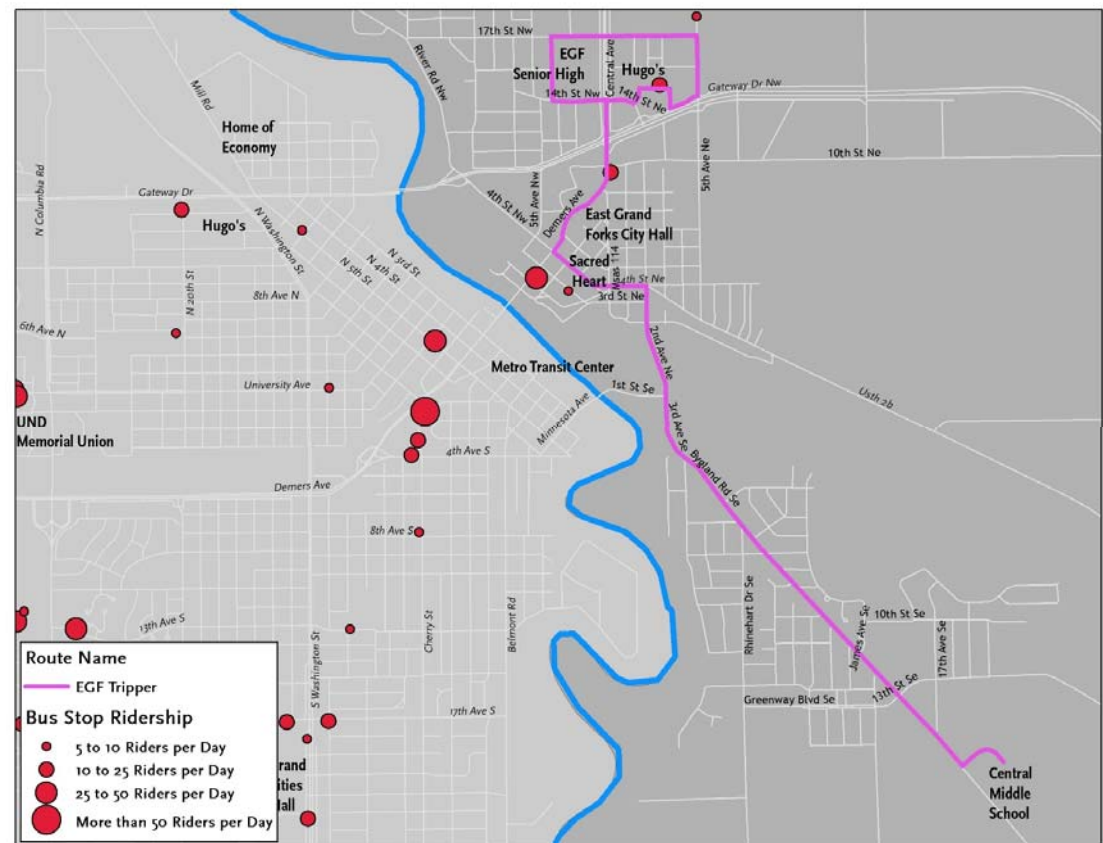 17th St Nw
EGF
Senior High
Central Ave
Hugo's
River Rd Nw
14th St Nw
14th St Ne
Gateway Dr Nw
Mill Rd
Home of
Economy
10th St Ne
5th Ave Ne
N Columbia Rd
Gateway Dr
Hugo's
N Washington St
4th St Nw
5th Ave Nw
Demers Ave
East Grand
Forks City Hall
N 3rd St
N 4th St
N 5th St
Sacred
Heart
114
4th St Ne
3rd St Ne
N 20th St
8th Ave N
6th Ave N
2nd Ave Ne
Metro Transit Center
University Ave
1st St Se
Usth 2b
UND
Memorial Union
Minnesota Ave
3rd Ave Se
4th Ave S
Bygland Rd Se
Demers Ave
8th Ave S
Rhinehart Dr Se
13th Ave S
Cherry St
Belmont Rd
10th St Se
James Ave Se
17th Ave Se
S Washington St
13th St Se
Greenway Blvd Se
17th Ave S
Route Name
EGF Tripper
Bus Stop Ridership
5 to 10 Riders per Day
10 to 25 Riders per Day
25 to 50 Riders per Day
More than 50 Riders per Day
rand
ities
all
Central
Middle
School